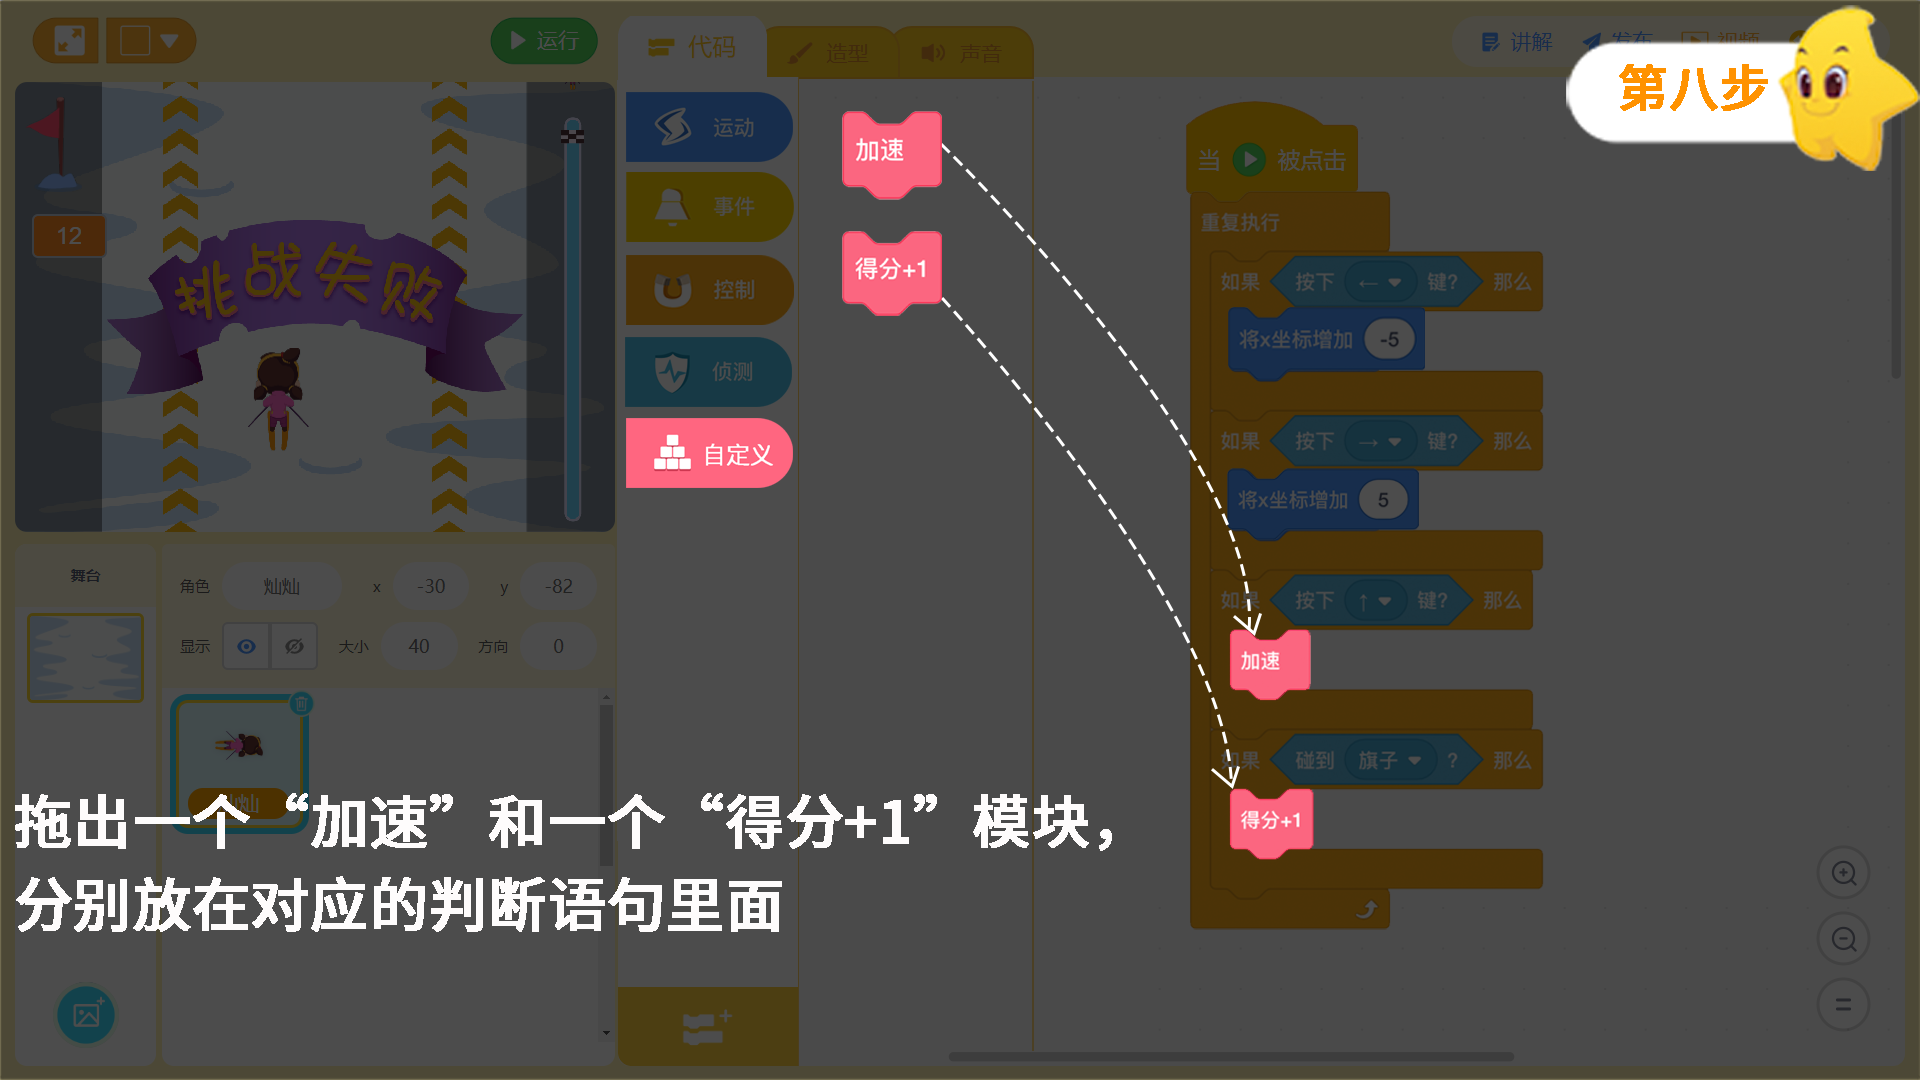 运行
代码
造型
声音
讲解
发布
视频
第八步
12
挑战失败
运动
事件
控制
侦测
自定义
加速
得分+1
当 被点击
重复执行
如果 按下 ← 键? 那么
将x坐标增加 -5
如果 按下 → 键? 那么
将x坐标增加 5
如果 按下 ↑ 键? 那么
加速
如果 碰到 旗子 ? 那么
得分+1
舞台
角色 灿灿 x -30 y -82
显示 大小 40 方向 0
灿灿
拖出一个“加速”和一个“得分+1”模块，
分别放在对应的判断语句里面